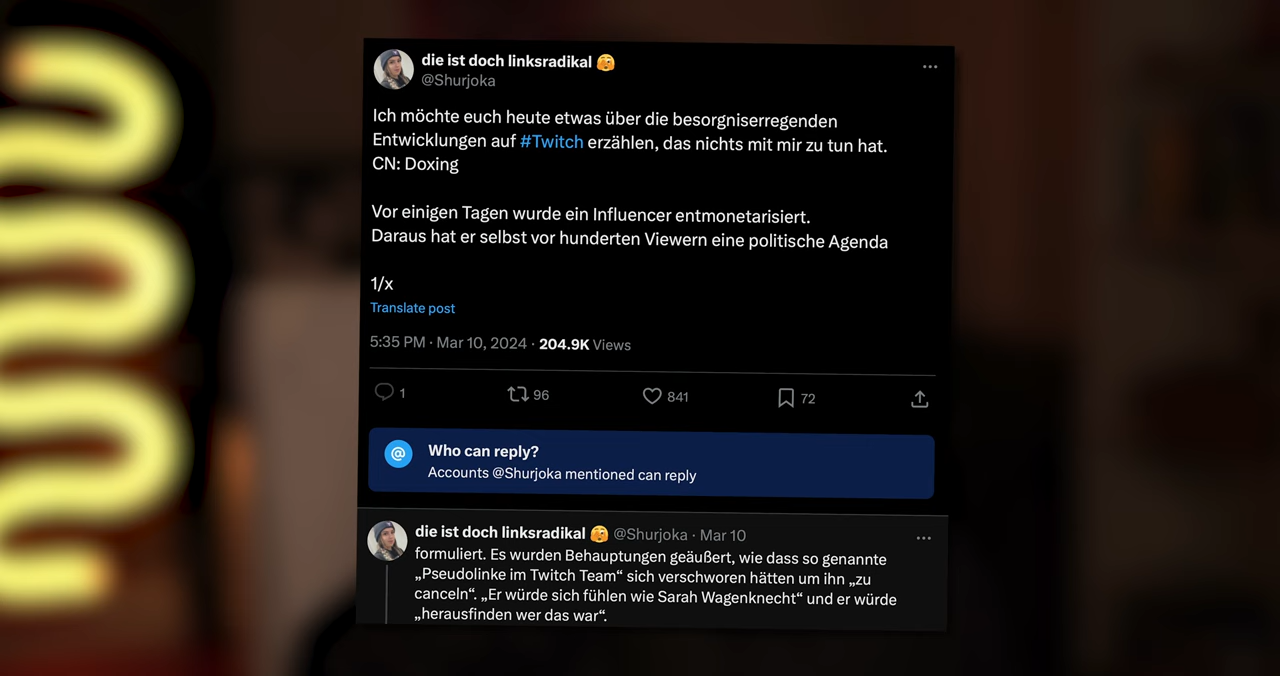 die ist doch linksradikal 🫣
@Shurjoka
Ich möchte euch heute etwas über die besorgniserregenden
Entwicklungen auf #Twitch erzählen, das nichts mit mir zu tun hat.
CN: Doxing
Vor einigen Tagen wurde ein Influencer entmonetarisiert.
Daraus hat er selbst vor hunderten Viewern eine politische Agenda
1/x
Translate post
5:35 PM · Mar 10, 2024 · 204.9K Views
1 96 841 72
@ Who can reply?
Accounts @Shurjoka mentioned can reply
die ist doch linksradikal 🫣 @Shurjoka · Mar 10
formuliert. Es wurden Behauptungen geäußert, wie dass so genannte
„Pseudolinke im Twitch Team“ sich verschworen hätten um ihn „zu
canceln“. „Er würde sich fühlen wie Sarah Wagenknecht“ und er würde
„herausfinden wer das war“.